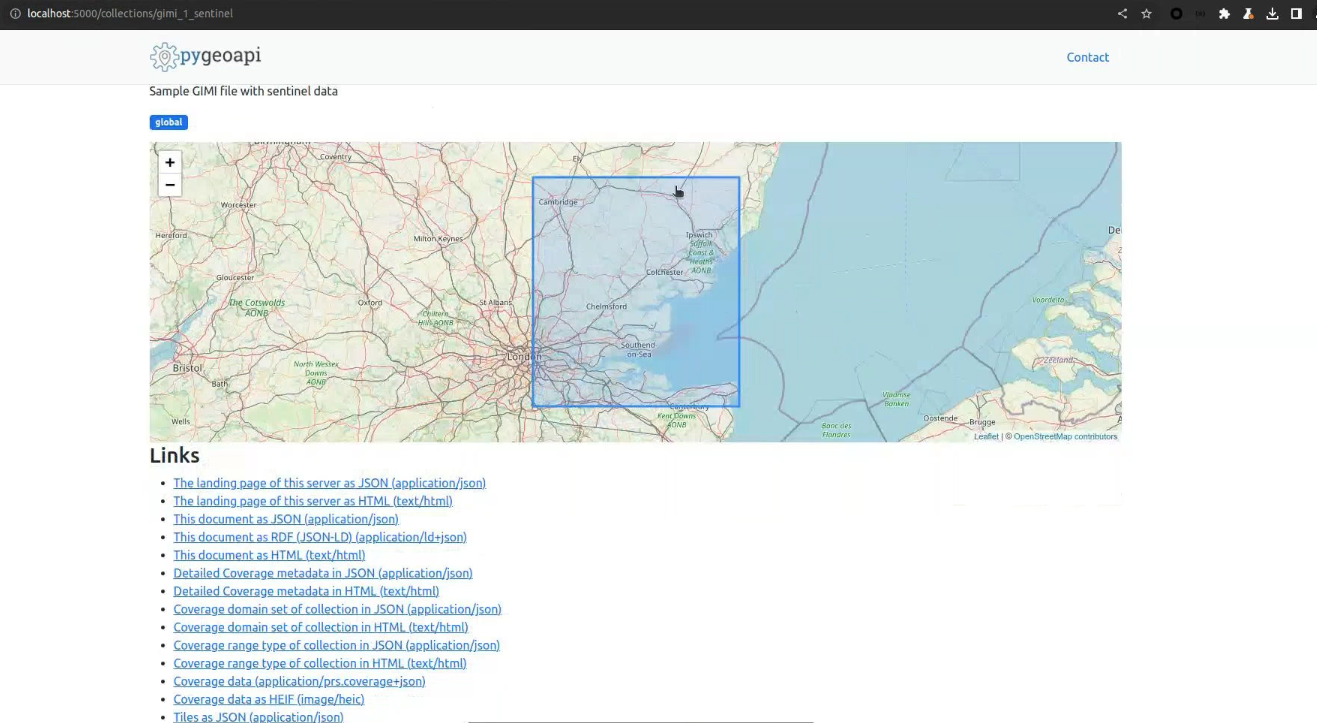 localhost:5000/collections/gimi_1_sentinel
pygeoapi
Contact
Sample GIMI file with sentinel data
global
+
−
Coventry
Ely
Worcester
Cambridge
Hereford
Milton Keynes
Ipswich
Suffolk
Coast &
Heaths
AONB
De
Gloucester
Colchester
The Cotswolds
AONB
Oxford
St Albans
Chelmsford
Voordelta
Chiltern
Hills AONB
London
Southend
-on-Sea
ZEELAND
Bristol
North Wessex
Downs
AONB
Bath
Vlaamse
Banken
Wells
Canterbury
Kent Downs
AONB
Oostende
Brugge
Banc des
Flandres
Leaflet | © OpenStreetMap contributors
Links
The landing page of this server as JSON (application/json)
The landing page of this server as HTML (text/html)
This document as JSON (application/json)
This document as RDF (JSON-LD) (application/ld+json)
This document as HTML (text/html)
Detailed Coverage metadata in JSON (application/json)
Detailed Coverage metadata in HTML (text/html)
Coverage domain set of collection in JSON (application/json)
Coverage domain set of collection in HTML (text/html)
Coverage range type of collection in JSON (application/json)
Coverage range type of collection in HTML (text/html)
Coverage data (application/prs.coverage+json)
Coverage data as HEIF (image/heic)
Tiles as JSON (application/json)